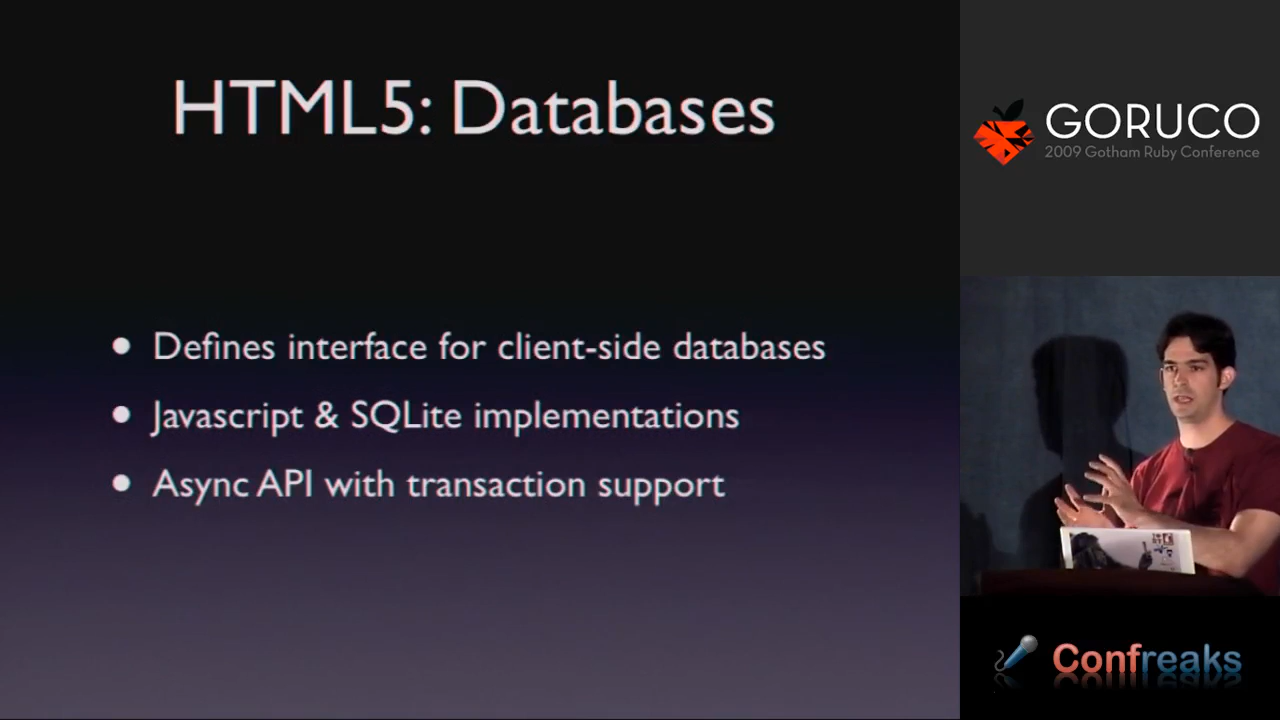 HTML5: Databases
• Defines interface for client-side databases
• Javascript & SQLite implementations
• Async API with transaction support
GORUCO
2009 Gotham Ruby Conference
Confreaks